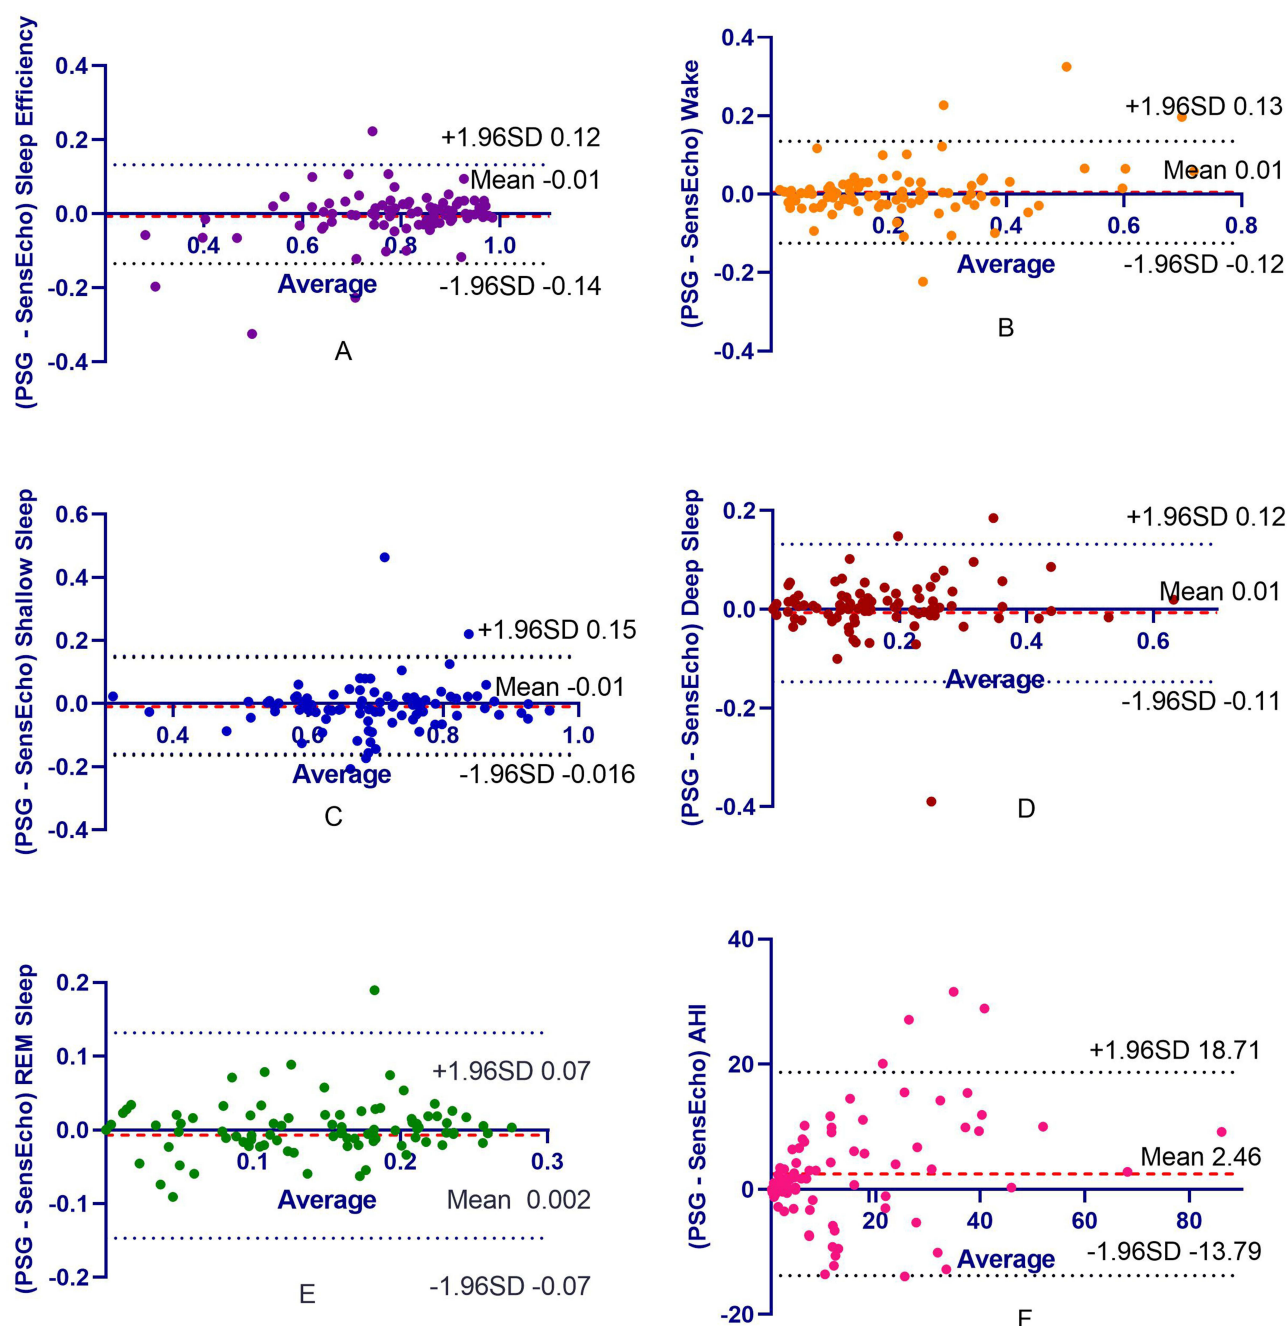 (PSG - SensEcho) Sleep Efficiency
0.4
0.2
0.0
-0.2
-0.4
0.4
0.6
0.8
1.0
+1.96SD 0.12
Mean -0.01
-1.96SD -0.14
Average
A
(PSG - SensEcho) Wake
0.4
0.2
0.0
-0.2
-0.4
0.2
0.4
0.6
0.8
+1.96SD 0.13
Mean 0.01
-1.96SD -0.12
Average
B
(PSG - SensEcho) Shallow Sleep
0.6
0.4
0.2
0.0
-0.2
-0.4
0.4
0.6
0.8
1.0
+1.96SD 0.15
Mean -0.01
-1.96SD -0.016
Average
C
(PSG - SensEcho) Deep Sleep
0.2
0.0
-0.2
-0.4
0.2
0.4
0.6
+1.96SD 0.12
Mean 0.01
-1.96SD -0.11
Average
D
(PSG - SensEcho) REM Sleep
0.2
0.1
0.0
-0.1
-0.2
0.1
0.2
0.3
+1.96SD 0.07
Mean 0.002
-1.96SD -0.07
Average
E
(PSG - SensEcho) AHI
40
20
0
-20
20
40
60
80
+1.96SD 18.71
Mean 2.46
-1.96SD -13.79
Average
F